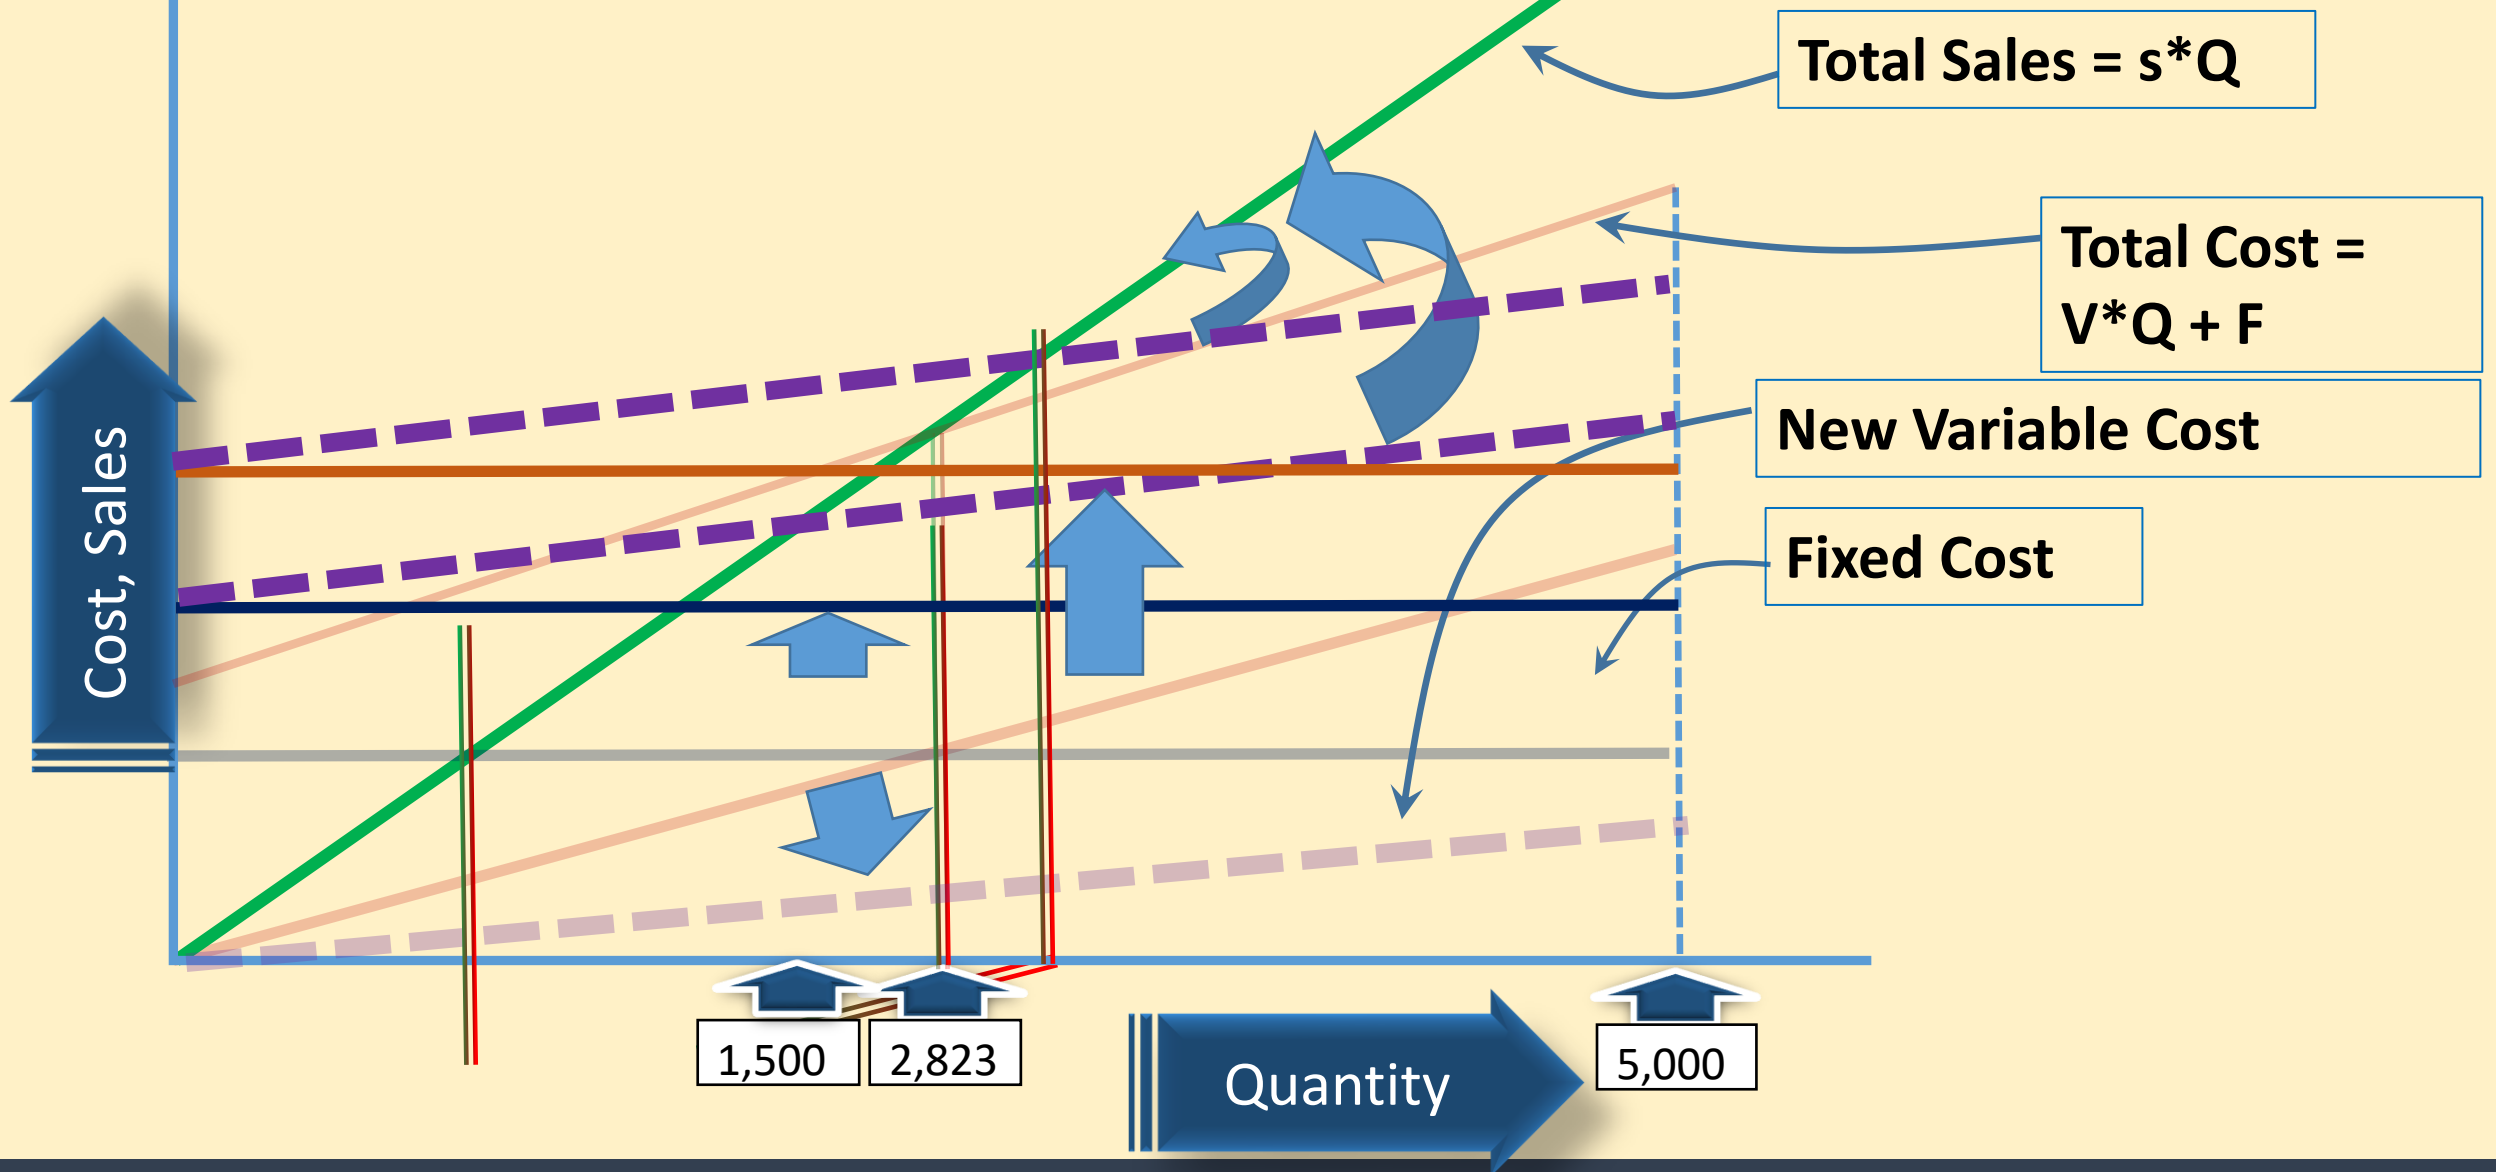 Total Sales = s*Q
Total Cost =
V*Q + F
New Variable Cost
Fixed Cost
Cost, Sales
1,500
2,823
5,000
Quantity